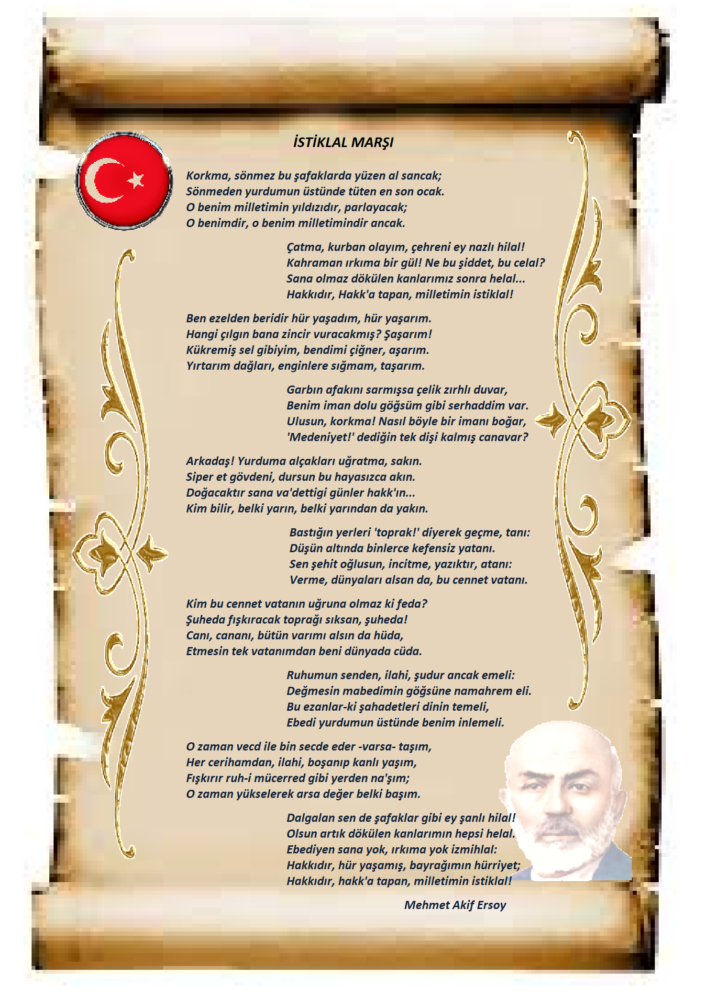 İSTİKLAL MARŞI
Korkma, sönmez bu şafaklarda yüzen al sancak;
Sönmeden yurdumun üstünde tüten en son ocak.
O benim milletimin yıldızıdır, parlayacak;
O benimdir, o benim milletimindir ancak.
Çatma, kurban olayım, çehreni ey nazlı hilal!
Kahraman ırkıma bir gül! Ne bu şiddet, bu celal?
Sana olmaz dökülen kanlarımız sonra helal...
Hakkıdır, Hakk'a tapan, milletimin istiklal!
Ben ezelden beridir hür yaşadım, hür yaşarım.
Hangi çılgın bana zincir vuracakmış? Şaşarım!
Kükremiş sel gibiyim, bendimi çiğner, aşarım.
Yırtarım dağları, enginlere sığmam, taşarım.
Garbın afakını sarmışsa çelik zırhlı duvar,
Benim iman dolu göğsüm gibi serhaddim var.
Ulusun, korkma! Nasıl böyle bir imanı boğar,
'Medeniyet!' dediğin tek dişi kalmış canavar?
Arkadaş! Yurduma alçakları uğratma, sakın.
Siper et gövdeni, dursun bu hayasızca akın.
Doğacaktır sana va'dettigi günler hakk'ın...
Kim bilir, belki yarın, belki yarından da yakın.
Bastığın yerleri 'toprak!' diyerek geçme, tanı:
Düşün altında binlerce kefensiz yatanı.
Sen şehit oğlusun, incitme, yazıktır, atanı:
Verme, dünyaları alsan da, bu cennet vatanı.
Kim bu cennet vatanın uğruna olmaz ki feda?
Şuheda fışkıracak toprağı sıksan, şuheda!
Canı, cananı, bütün varımı alsın da hüda,
Etmesin tek vatanımdan beni dünyada cüda.
Ruhumun senden, ilahi, şudur ancak emeli:
Değmesin mabedimin göğsüne namahrem eli.
Bu ezanlar-ki şahadetleri dinin temeli,
Ebedi yurdumun üstünde benim inlemeli.
O zaman vecd ile bin secde eder -varsa- taşım,
Her cerihamdan, ilahi, boşanıp kanlı yaşım,
Fışkırır ruh-i mücerred gibi yerden na'şım;
O zaman yükselerek arsa değer belki başım.
Dalgalan sen de şafaklar gibi ey şanlı hilal!
Olsun artık dökülen kanlarımın hepsi helal.
Ebediyen sana yok, ırkıma yok izmihlal:
Hakkıdır, hür yaşamış, bayrağımın hürriyet;
Hakkıdır, hakk'a tapan, milletimin istiklal!
Mehmet Akif Ersoy